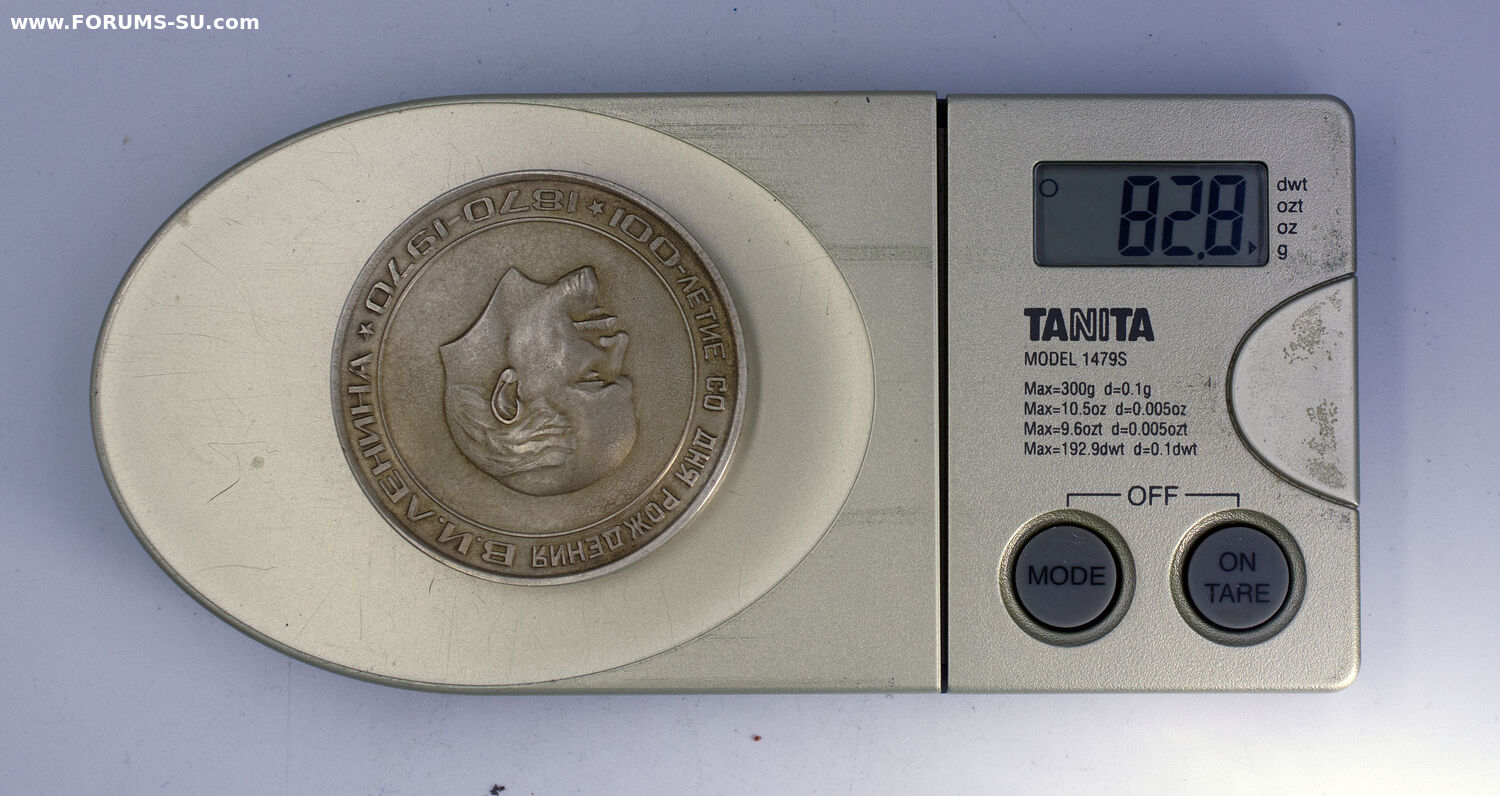 www.FORUMS-SU.com
100-ЛЕТИЕ СО ДНЯ РОЖДЕНИЯ В.И.ЛЕНИНА ★ 1870-1970 ★
82.8
dwt
ozt
oz
g
TANITA
MODEL 1479S
Max=300g d=0.1g
Max=10.5oz d=0.005oz
Max=9.6ozt d=0.005ozt
Max=192.9dwt d=0.1dwt
OFF
MODE
ON
TARE